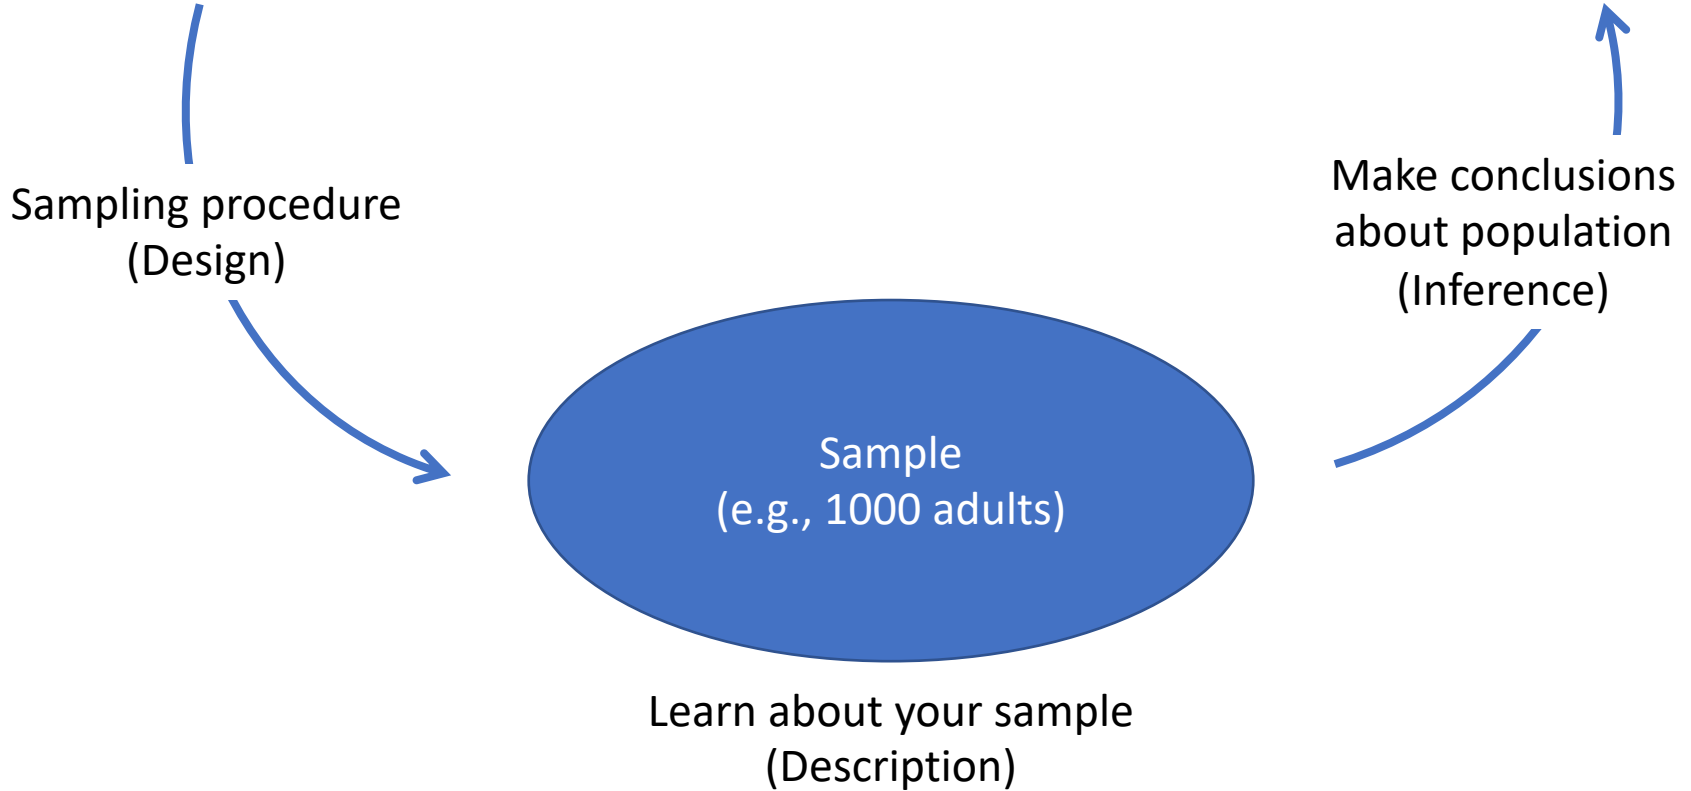 Sampling procedure
(Design)
Make conclusions
about population
(Inference)
Sample
(e.g., 1000 adults)
Learn about your sample
(Description)